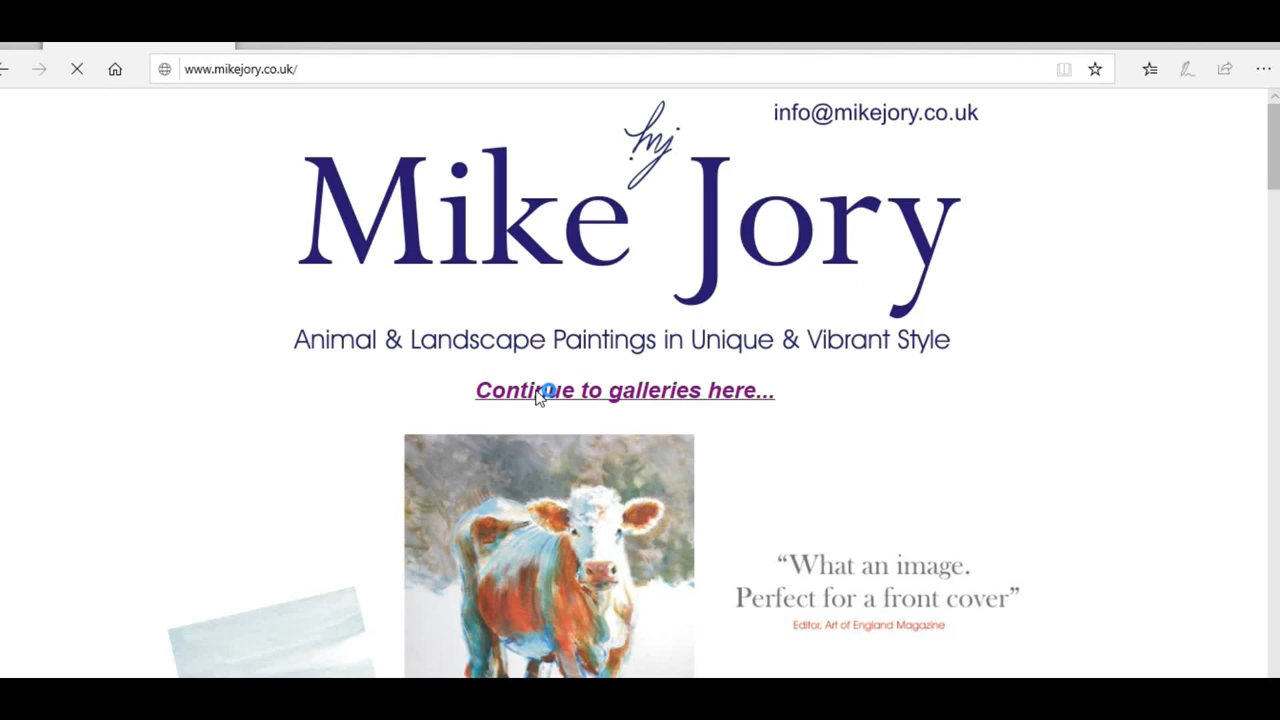 www.mikejory.co.uk/
info@mikejory.co.uk
mj
Mike Jory
Animal & Landscape Paintings in Unique & Vibrant Style
Continue to galleries here...
“What an image.
Perfect for a front cover”
Editor, Art of England Magazine